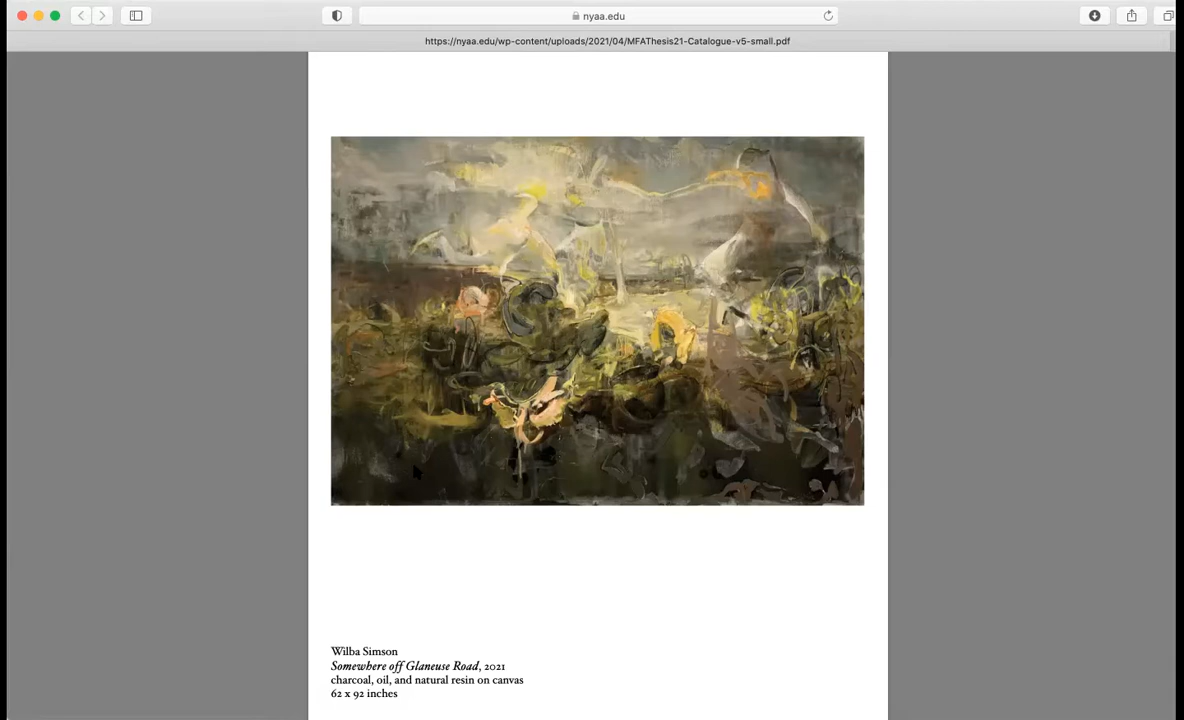 nyaa.edu
https://nyaa.edu/wp-content/uploads/2021/04/MFAThesis21-Catalogue-v5-small.pdf
Wilba Simson
Somewhere off Glaneuse Road, 2021
charcoal, oil, and natural resin on canvas
62 x 92 inches